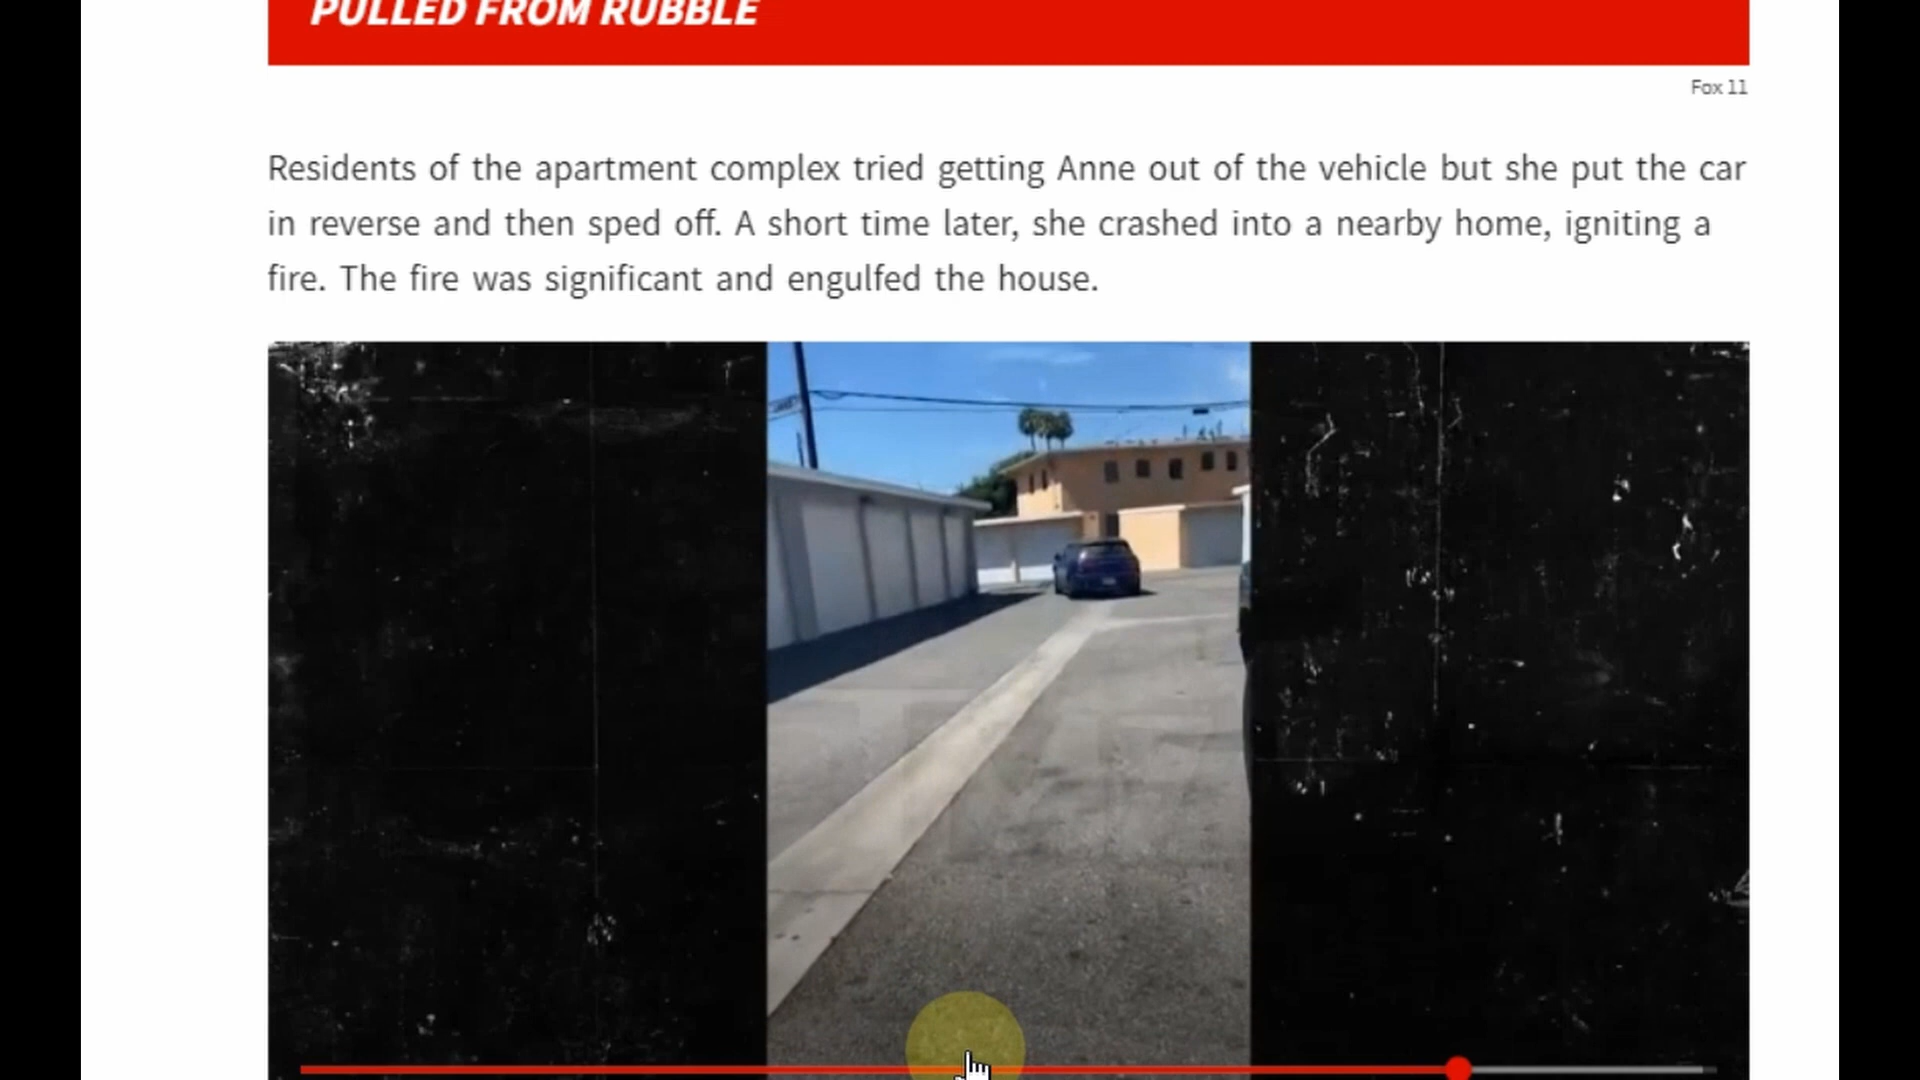 PULLED FROM RUBBLE
Fox 11
Residents of the apartment complex tried getting Anne out of the vehicle but she put the car
in reverse and then sped off. A short time later, she crashed into a nearby home, igniting a
fire. The fire was significant and engulfed the house.